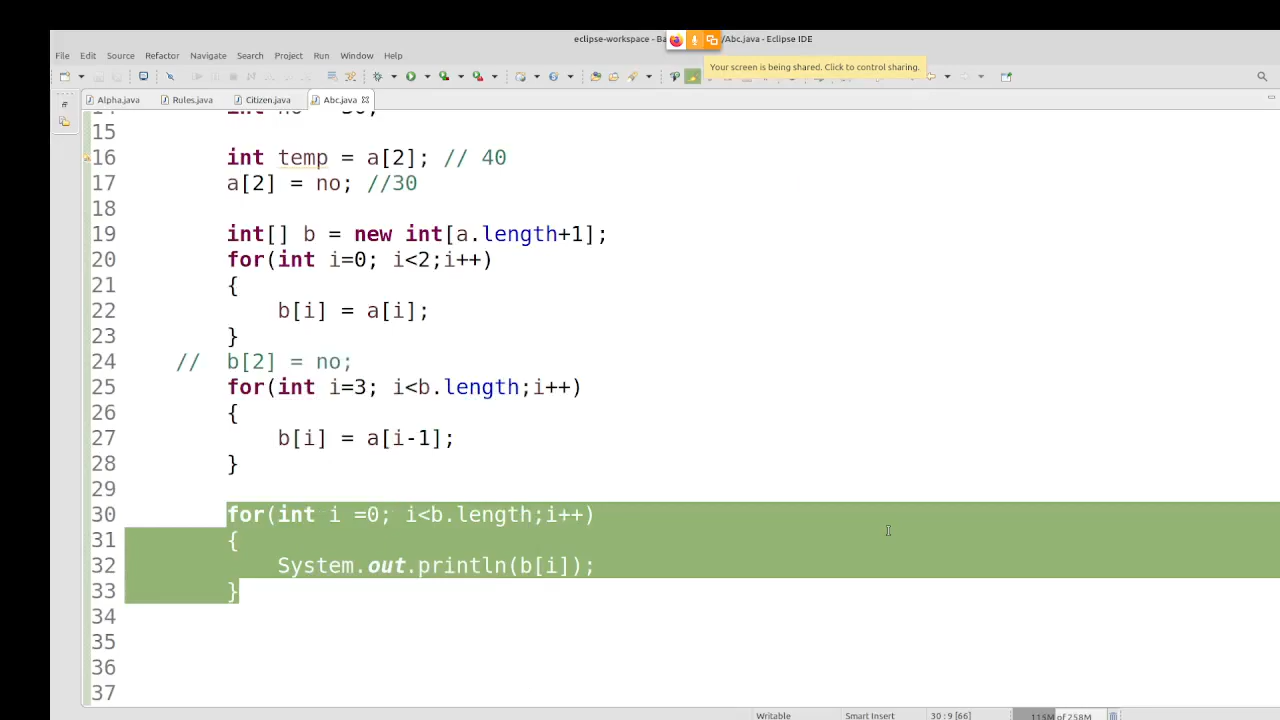 eclipse-workspace - Ba /Abc.java - Eclipse IDE
File Edit Source Refactor Navigate Search Project Run Window Help
Your screen is being shared. Click to control sharing.
Alpha.java Rules.java Citizen.java Abc.java
15
16 int temp = a[2]; // 40
17 a[2] = no; //30
18
19 int[] b = new int[a.length+1];
20 for(int i=0; i<2;i++)
21 {
22 b[i] = a[i];
23 }
24 // b[2] = no;
25 for(int i=3; i<b.length;i++)
26 {
27 b[i] = a[i-1];
28 }
29
30 for(int i =0; i<b.length;i++)
31 {
32 System.out.println(b[i]);
33 }
34
35
36
37
Writable Smart Insert 30 : 9 [66] 115M of 258M